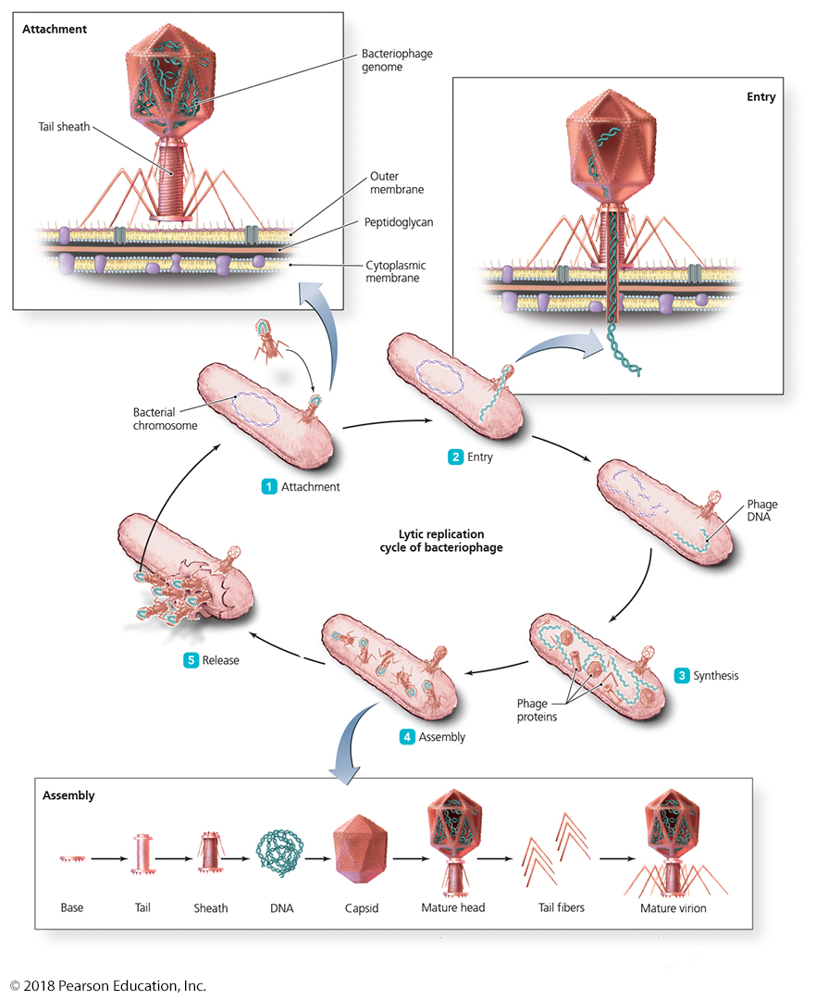 Attachment
Bacteriophage
genome
Tail sheath
Outer
membrane
Peptidoglycan
Cytoplasmic
membrane
Entry
Bacterial
chromosome
1 Attachment
2 Entry
Phage
DNA
Lytic replication
cycle of bacteriophage
3 Synthesis
Phage
proteins
4 Assembly
5 Release
Assembly
Base
Tail
Sheath
DNA
Capsid
Mature head
Tail fibers
Mature virion
© 2018 Pearson Education, Inc.